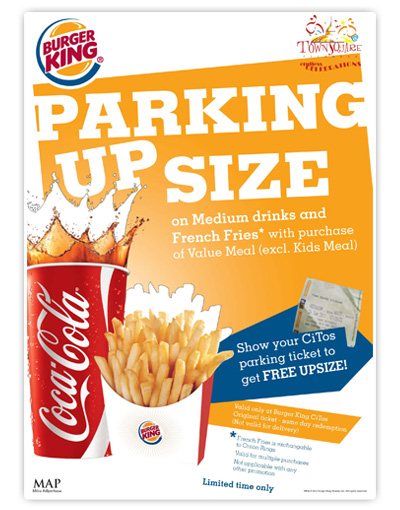 BURGER
KING
TOWNSQUARE
endless
CELEBRATIONS
PARKING
UP SIZE
on Medium drinks and
French Fries* with purchase
of Value Meal (excl. Kids Meal)
Show your CiTos
parking ticket to
get FREE UPSIZE!
Coca-Cola
BURGER
KING
Valid only at Burger King CiTos
Original ticket - same day redemption
(Not valid for delivery)
* French Fries is exchangable
to Onion Rings
Valid for multiple purchases
Not applicable with any
other promotion
Limited time only
MAP